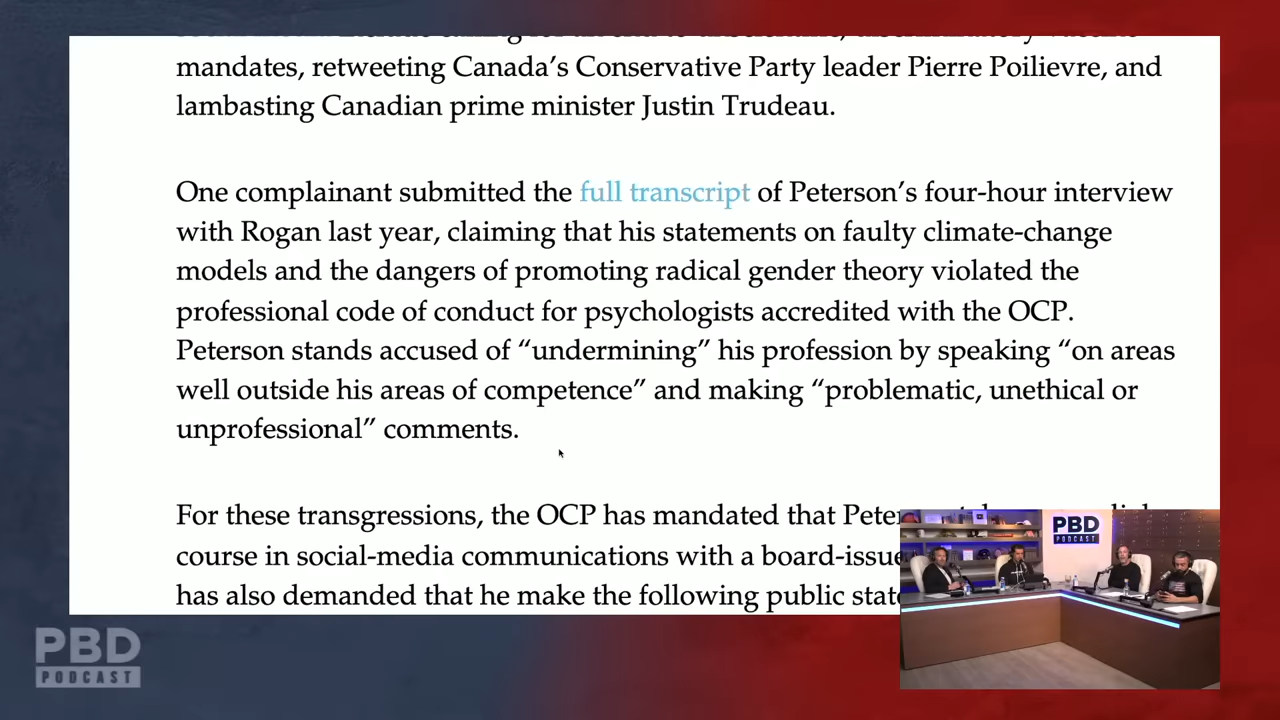 mandates, retweeting Canada’s Conservative Party leader Pierre Poilievre, and
lambasting Canadian prime minister Justin Trudeau.
One complainant submitted the full transcript of Peterson’s four-hour interview
with Rogan last year, claiming that his statements on faulty climate-change
models and the dangers of promoting radical gender theory violated the
professional code of conduct for psychologists accredited with the OCP.
Peterson stands accused of “undermining” his profession by speaking “on areas
well outside his areas of competence” and making “problematic, unethical or
unprofessional” comments.
For these transgressions, the OCP has mandated that
course in social-media communications with a
has also demanded that he make the following public
PBD
PODCAST
PBD
PODCAST